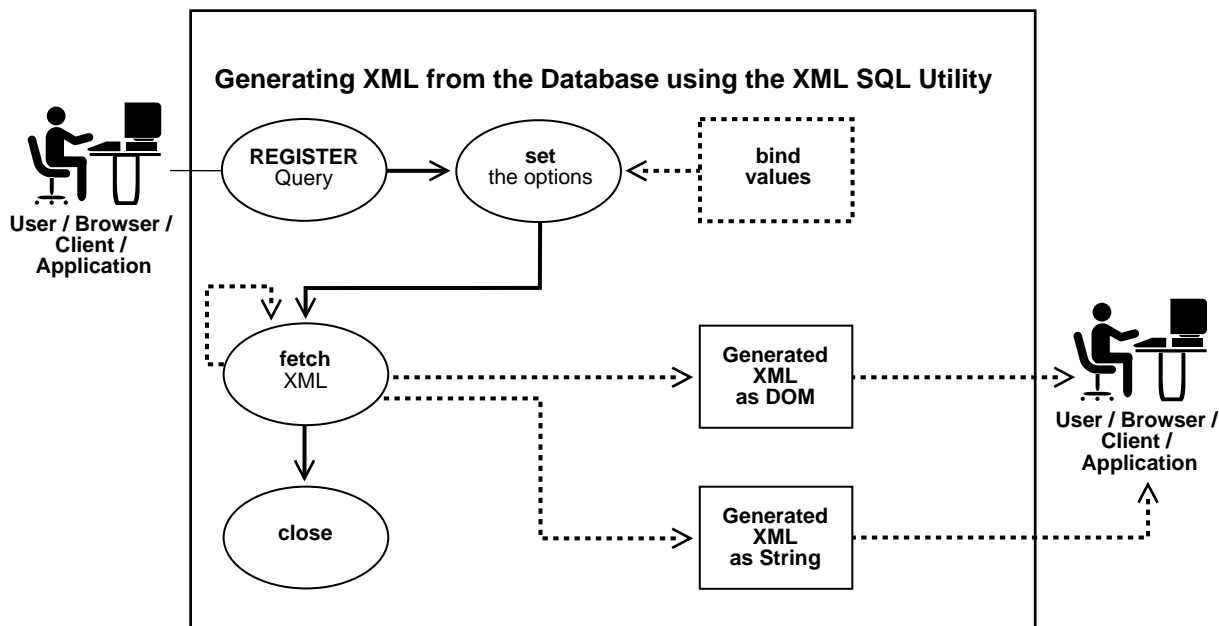 Generating XML from the Database using the XML SQL Utility
User / Browser /
Client /
Application
REGISTER
Query
set
the options
bind
values
fetch
XML
Generated
XML
as DOM
User / Browser /
Client /
Application
close
Generated
XML
as String